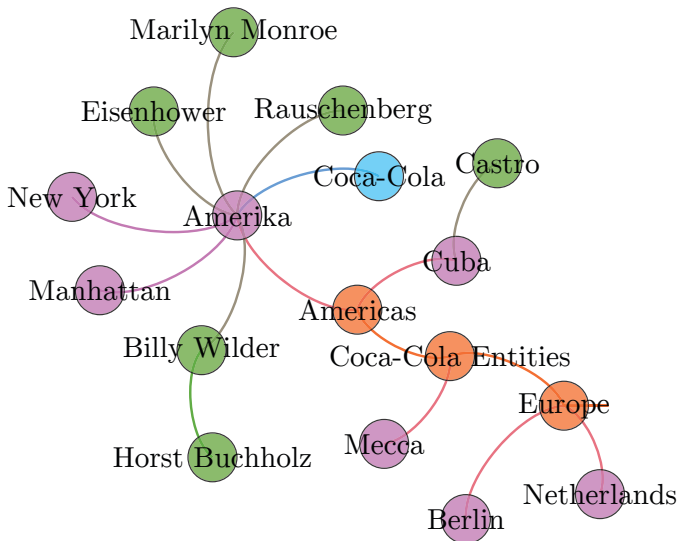 Marilyn Monroe
Eisenhower
Rauschenberg
Castro
Coca-Cola
New York
Amerika
Cuba
Manhattan
Americas
Billy Wilder
Coca-Cola Entities
Europe
Mecca
Horst Buchholz
Netherlands
Berlin